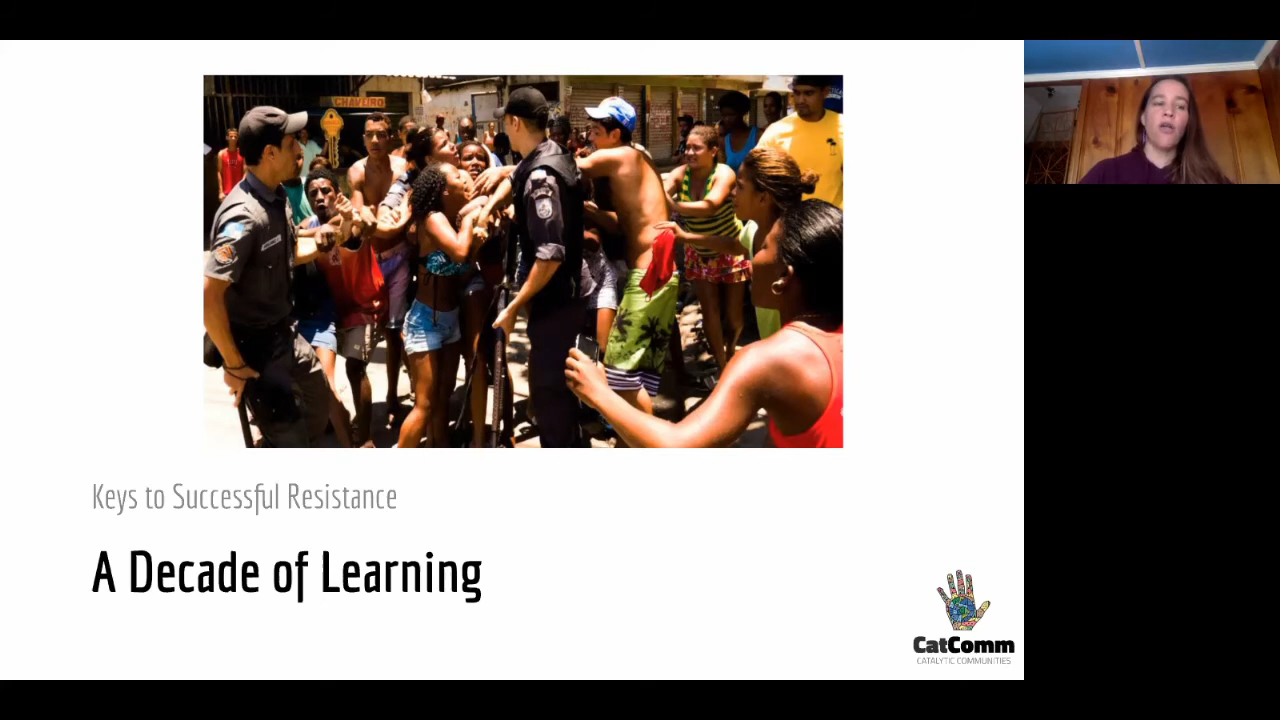 CHAVEIRO
Keys to Successful Resistance
A Decade of Learning
CatComm
CATALYTIC COMMUNITIES